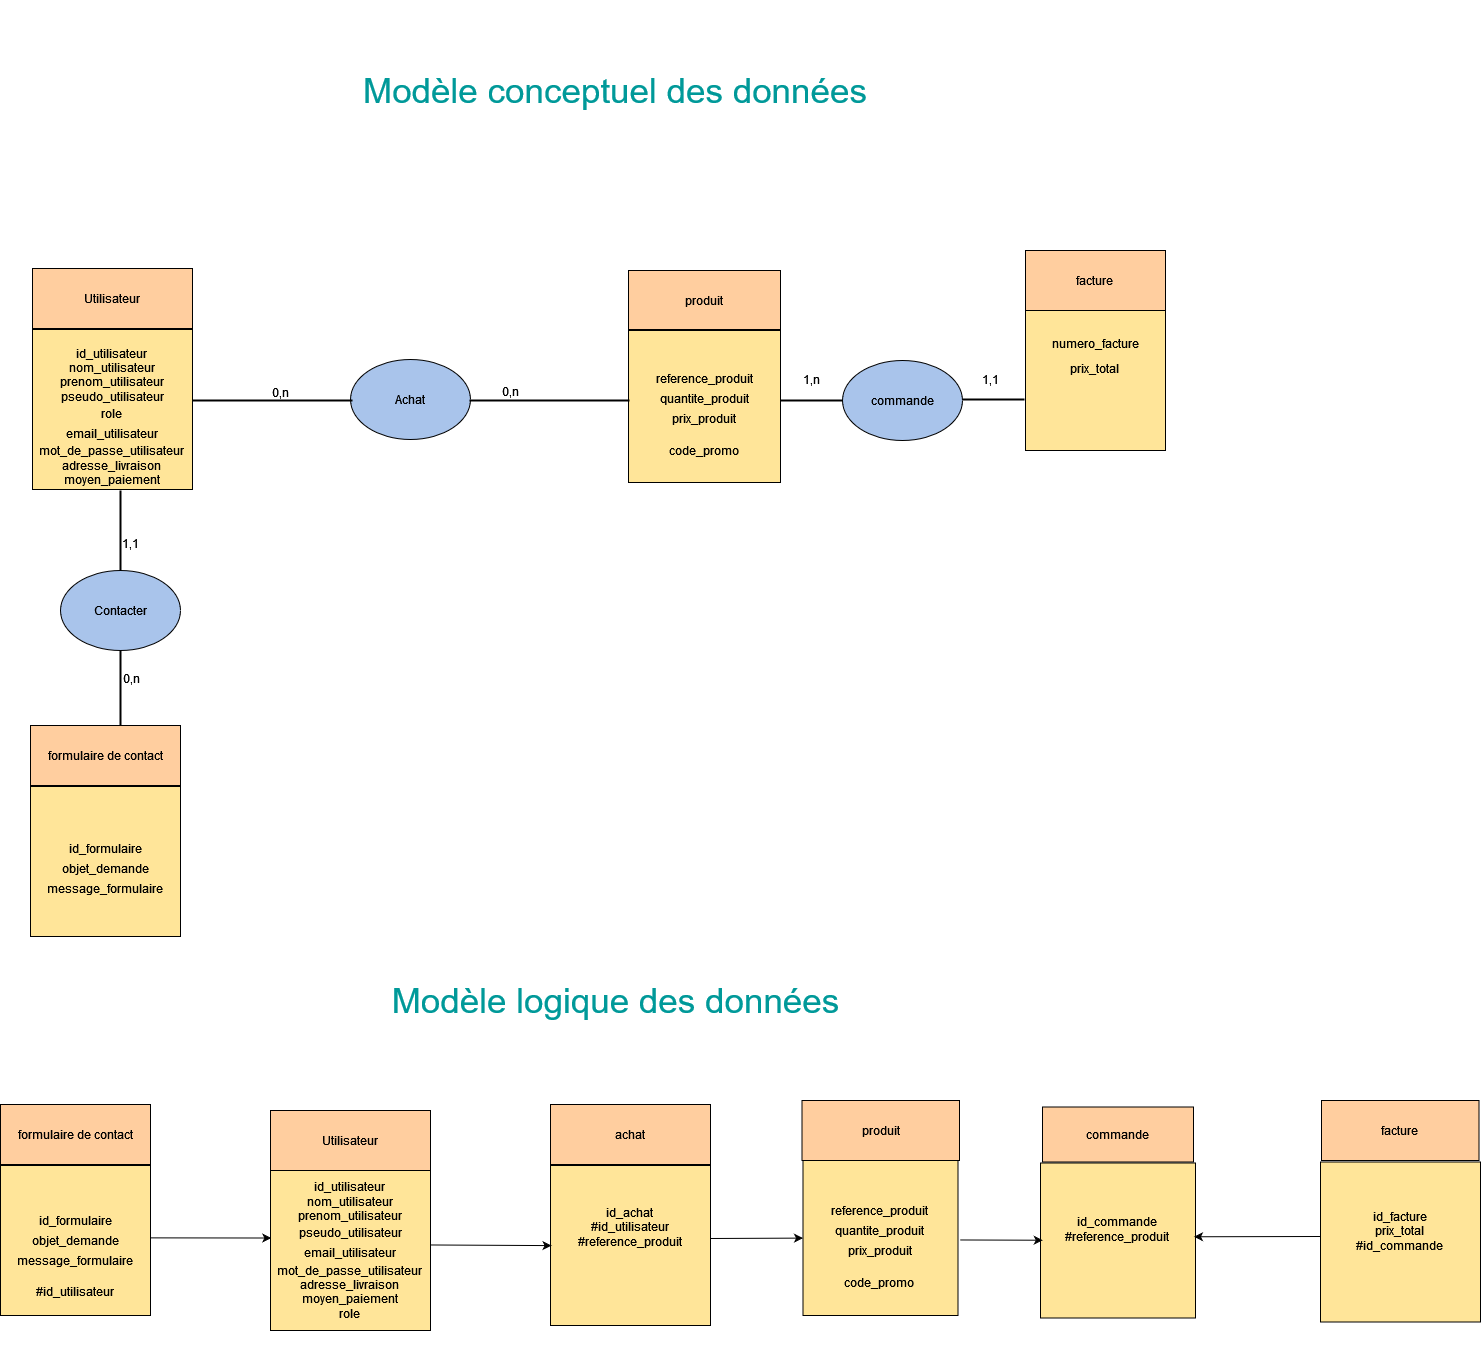 Modèle conceptuel des données
Utilisateur
id_utilisateur
nom_utilisateur
prenom_utilisateur
pseudo_utilisateur
role
email_utilisateur
mot_de_passe_utilisateur
adresse_livraison
moyen_paiement
0,n
Achat
0,n
produit
reference_produit
quantite_produit
prix_produit
code_promo
1,n
commande
1,1
facture
numero_facture
prix_total
1,1
Contacter
0,n
formulaire de contact
id_formulaire
objet_demande
message_formulaire
Modèle logique des données
formulaire de contact
id_formulaire
objet_demande
message_formulaire
#id_utilisateur
Utilisateur
id_utilisateur
nom_utilisateur
prenom_utilisateur
pseudo_utilisateur
email_utilisateur
mot_de_passe_utilisateur
adresse_livraison
moyen_paiement
role
achat
id_achat
#id_utilisateur
#reference_produit
produit
reference_produit
quantite_produit
prix_produit
code_promo
commande
id_commande
#reference_produit
facture
id_facture
prix_total
#id_commande